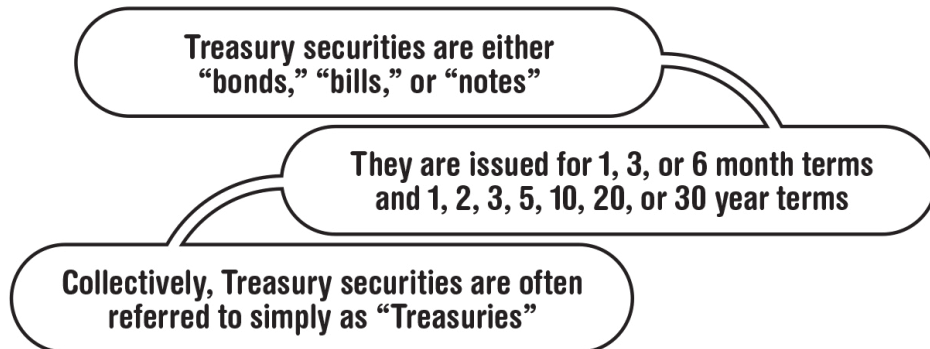 Treasury securities are either
“bonds,” “bills,” or “notes”
They are issued for 1, 3, or 6 month terms
and 1, 2, 3, 5, 10, 20, or 30 year terms
Collectively, Treasury securities are often
referred to simply as “Treasuries”